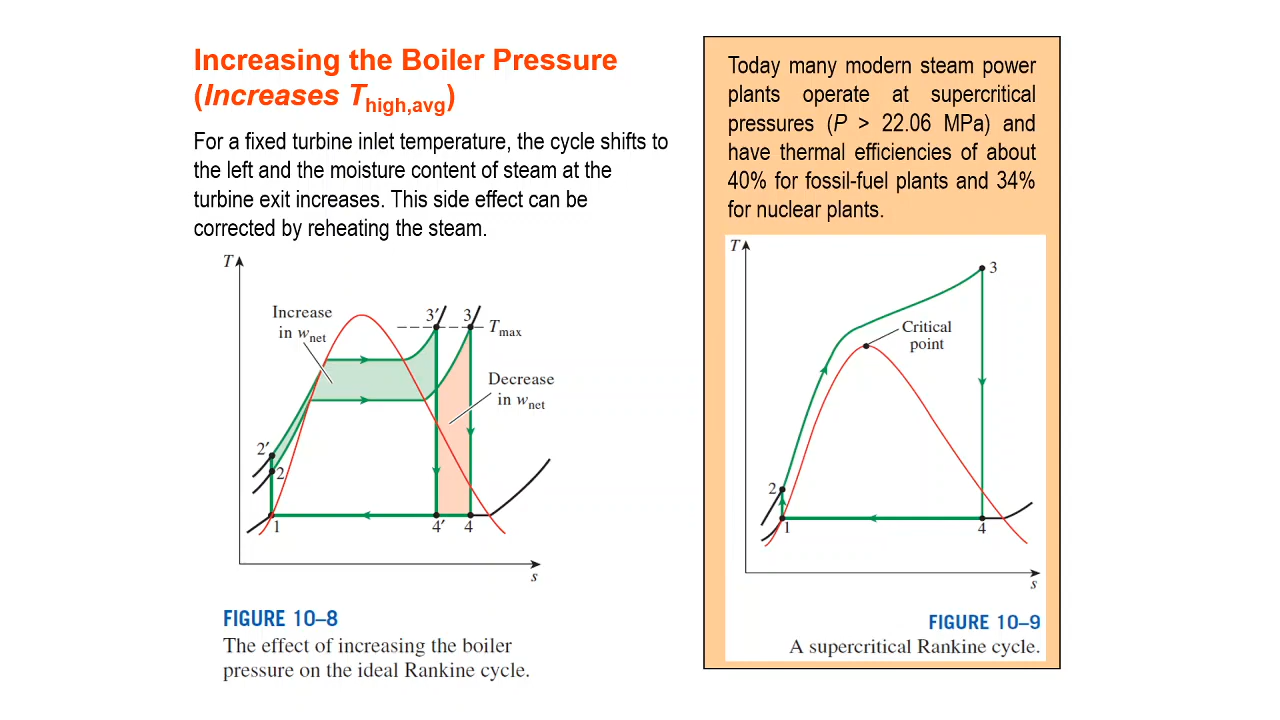 Increasing the Boiler Pressure
(Increases Thigh,avg)
For a fixed turbine inlet temperature, the cycle shifts to
the left and the moisture content of steam at the
turbine exit increases. This side effect can be
corrected by reheating the steam.
T
Increase
in wnet
3′
3
Tmax
Decrease
in wnet
2′
2
1
4′
4
s
FIGURE 10–8
The effect of increasing the boiler
pressure on the ideal Rankine cycle.
Today many modern steam power
plants operate at supercritical
pressures (P > 22.06 MPa) and
have thermal efficiencies of about
40% for fossil-fuel plants and 34%
for nuclear plants.
T
3
Critical
point
2
1
4
s
FIGURE 10–9
A supercritical Rankine cycle.